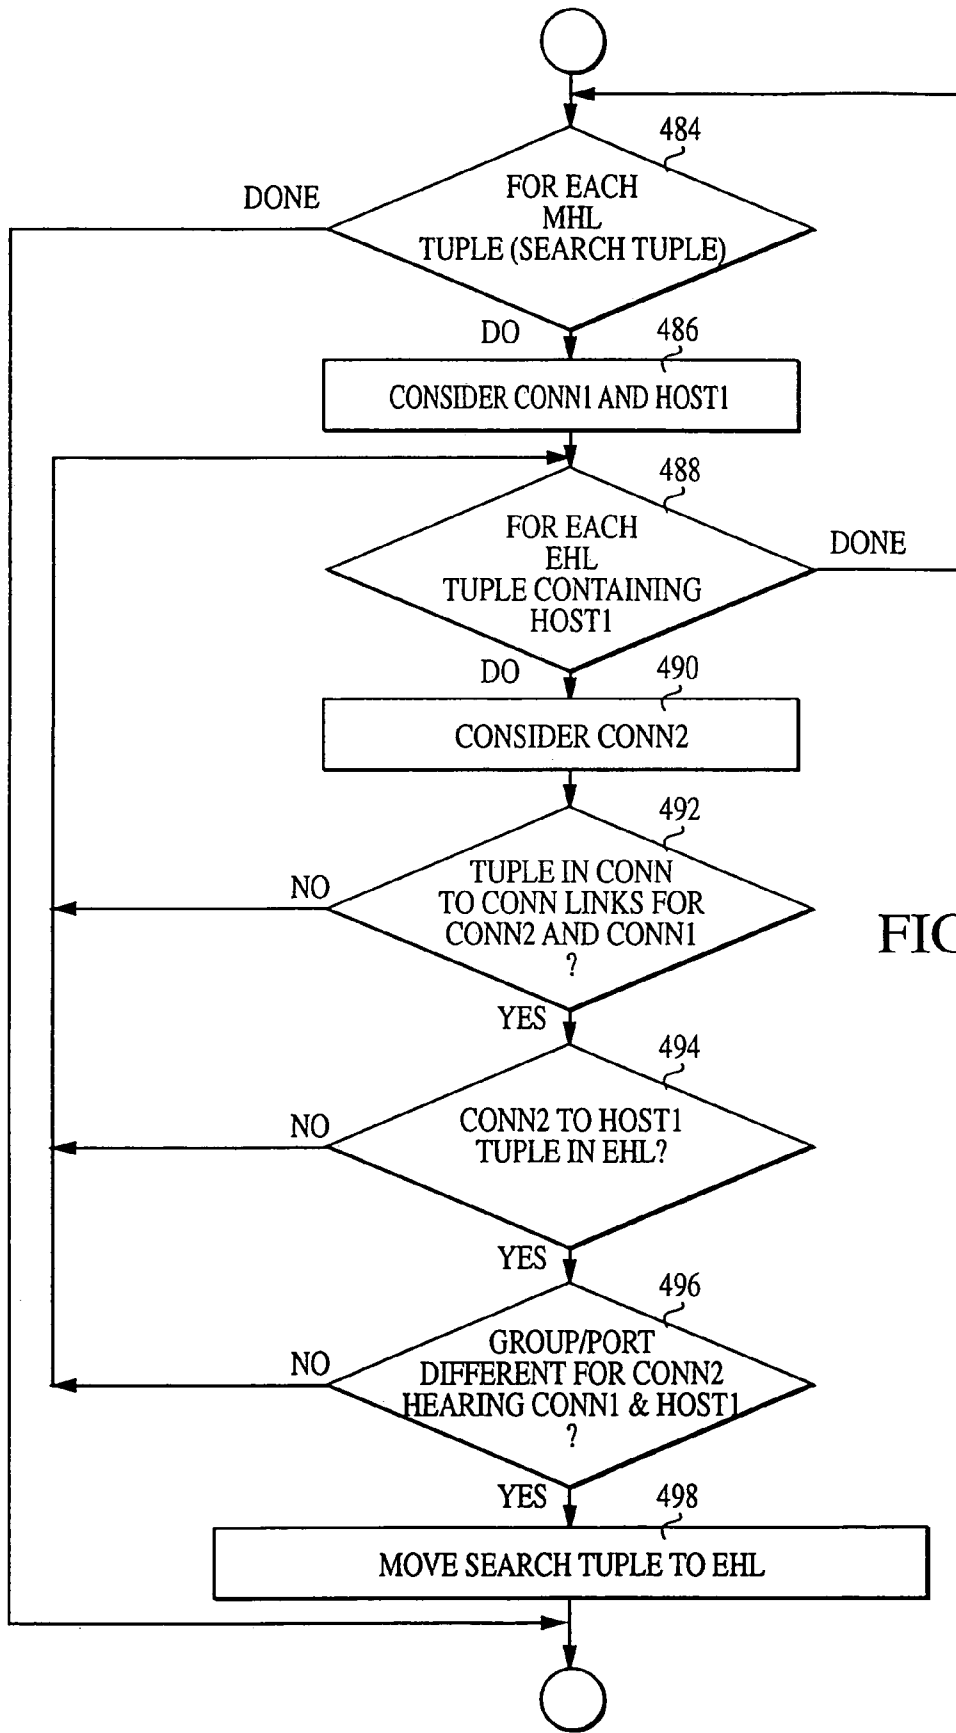 484
FOR EACH
MHL
TUPLE (SEARCH TUPLE)
DONE
DO
486
CONSIDER CONN1 AND HOST1
488
FOR EACH
EHL
TUPLE CONTAINING
HOST1
DONE
DO
490
CONSIDER CONN2
492
TUPLE IN CONN
TO CONN LINKS FOR
CONN2 AND CONN1
?
NO
FIG
YES
494
CONN2 TO HOST1
TUPLE IN EHL?
NO
YES
496
GROUP/PORT
DIFFERENT FOR CONN2
HEARING CONN1 & HOST1
?
NO
YES
498
MOVE SEARCH TUPLE TO EHL